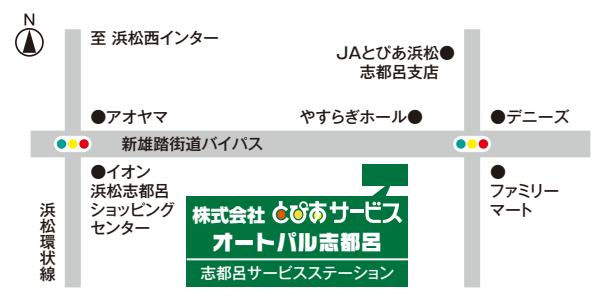 N
至 浜松西インター
JAとぴあ浜松
志都呂支店
アオヤマ
やすらぎホール
デニーズ
新雄踏街道バイパス
イオン
浜松志都呂
ショッピング
センター
ファミリー
マート
浜松環状線
株式会社 とぴあサービス
オートパル志都呂
志都呂サービスステーション